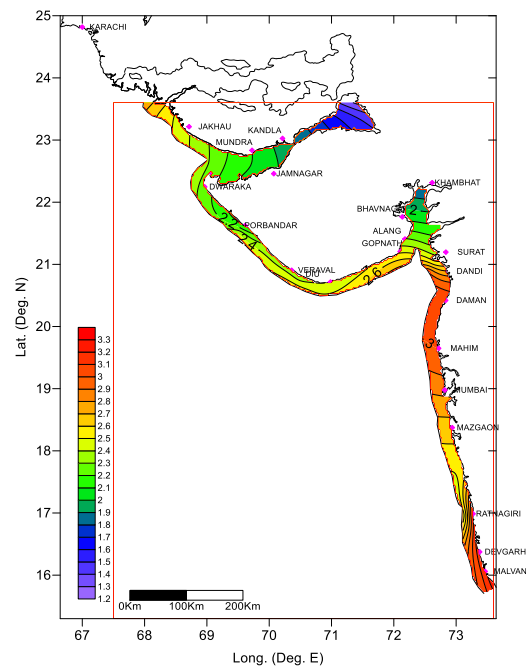 25
KARACHI
24
JAKHAU
KANDLA
23
MUNDRA
JAMNAGAR
DWARAKA
KHAMBHAT
22
BHAVNAG
2
2.2
PORBANDAR
ALANG
2.4
GOPNATH
SURAT
21
VERAVAL
DIU
2.6
DANDI
DAMAN
20
3
MAHIM
19
MUMBAI
MAZGAON
18
17
RATNAGIRI
DEVGARH
16
MALVAN
Lat. (Deg. N)
3.3
3.2
3.1
3
2.9
2.8
2.7
2.6
2.5
2.4
2.3
2.2
2.1
2
1.9
1.8
1.7
1.6
1.5
1.4
1.3
1.2
0Km
100Km
200Km
67
68
69
70
71
72
73
Long. (Deg. E)